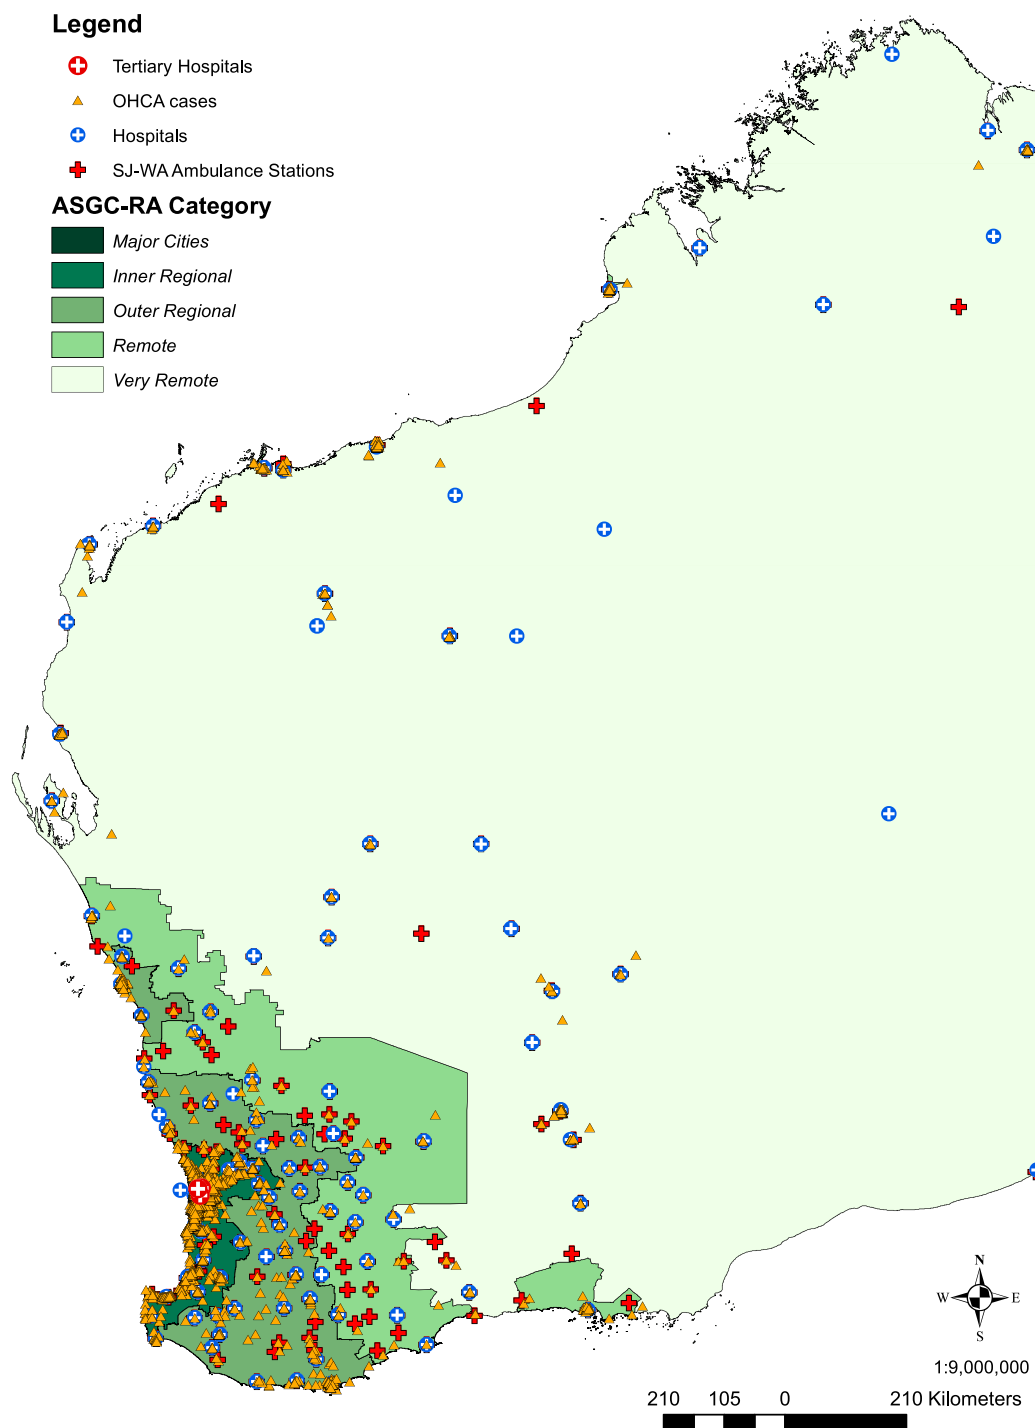 Legend
Tertiary Hospitals
OHCA cases
Hospitals
SJ-WA Ambulance Stations
ASGC-RA Category
Major Cities
Inner Regional
Outer Regional
Remote
Very Remote
N
W E
S
1:9,000,000
210 105 0 210 Kilometers